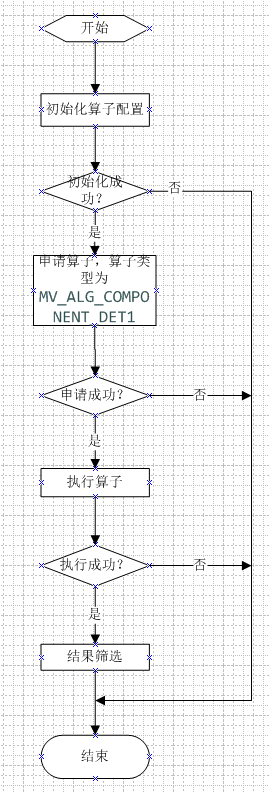 开始
初始化算子配置
初始化成
功?
否
是
申请算子，算子类
型为
MV_ALG_COMPO
NENT_DET1
申请成功?
否
是
执行算子
执行成功?
否
是
结果筛选
结束